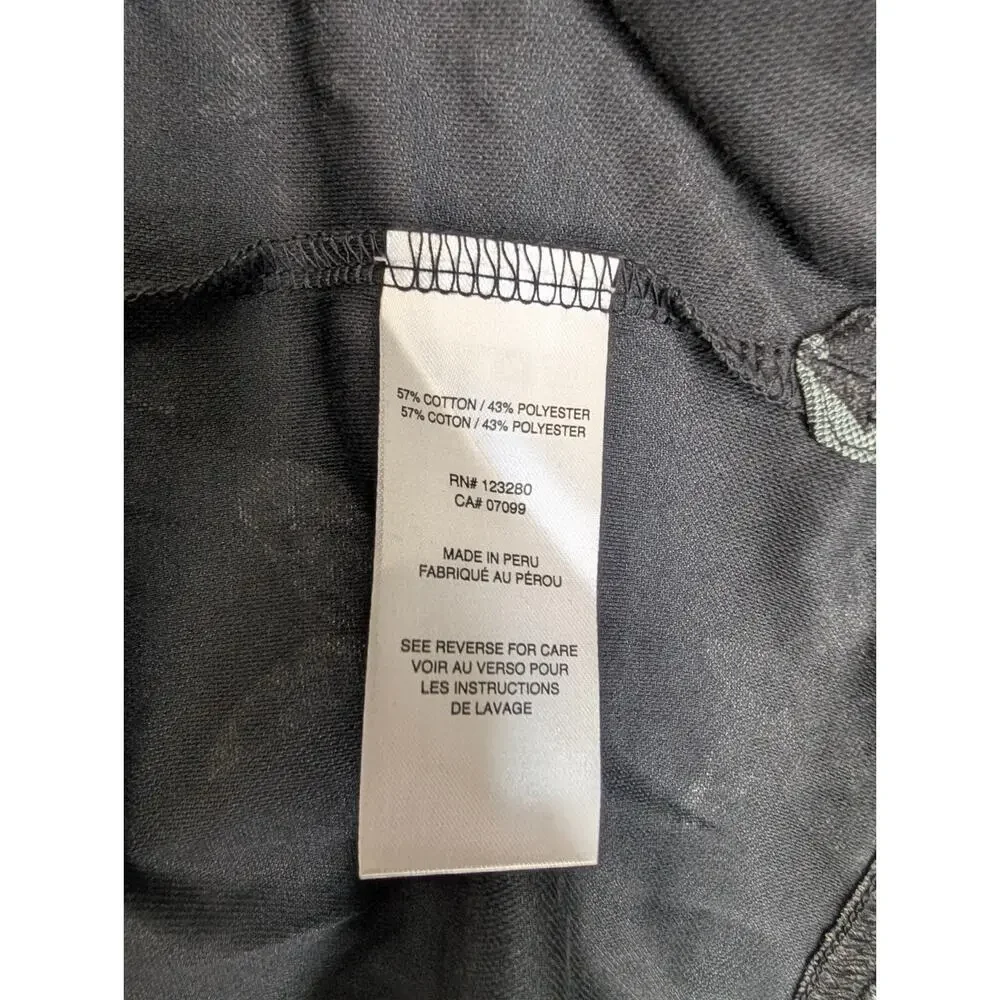 57% COTTON / 43% POLYESTER
57% COTON / 43% POLYESTER
RN# 123280
CA# 07099
MADE IN PERU
FABRIQUÉ AU PÉROU
SEE REVERSE FOR CARE
VOIR AU VERSO POUR
LES INSTRUCTIONS
DE LAVAGE